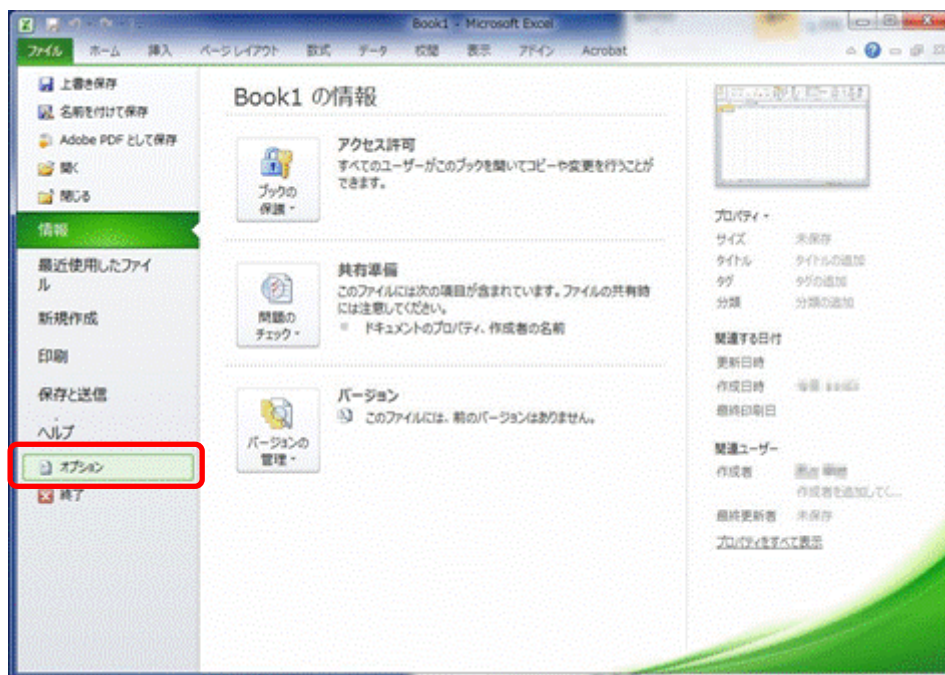 Book1 - Microsoft Excel
ファイル ホーム 挿入 ページ レイアウト 数式 データ 校閲 表示 アドイン Acrobat
上書き保存
名前を付けて保存
Adobe PDF として保存
開く
閉じる
情報
最近使用したファイ
ル
新規作成
印刷
保存と送信
ヘルプ
オプション
終了
Book1 の情報
ブックの
保護
アクセス許可
すべてのユーザーがこのブックを開いてコピーや変更を行うことが
できます。
問題の
チェック
共有準備
このファイルには次の項目が含まれています。ファイルの共有時
には注意してください。
ドキュメントのプロパティ、作成者の名前
バージョンの
管理
バージョン
このファイルには、前のバージョンはありません。
プロパティ
サイズ 未保存
タイトル タイトルの追加
タグ タグの追加
分類 分類の追加
関連する日付
更新日時
作成日時
最終印刷日
関連ユーザー
作成者
作成者を追加してく...
最終更新者 未保存
プロパティをすべて表示